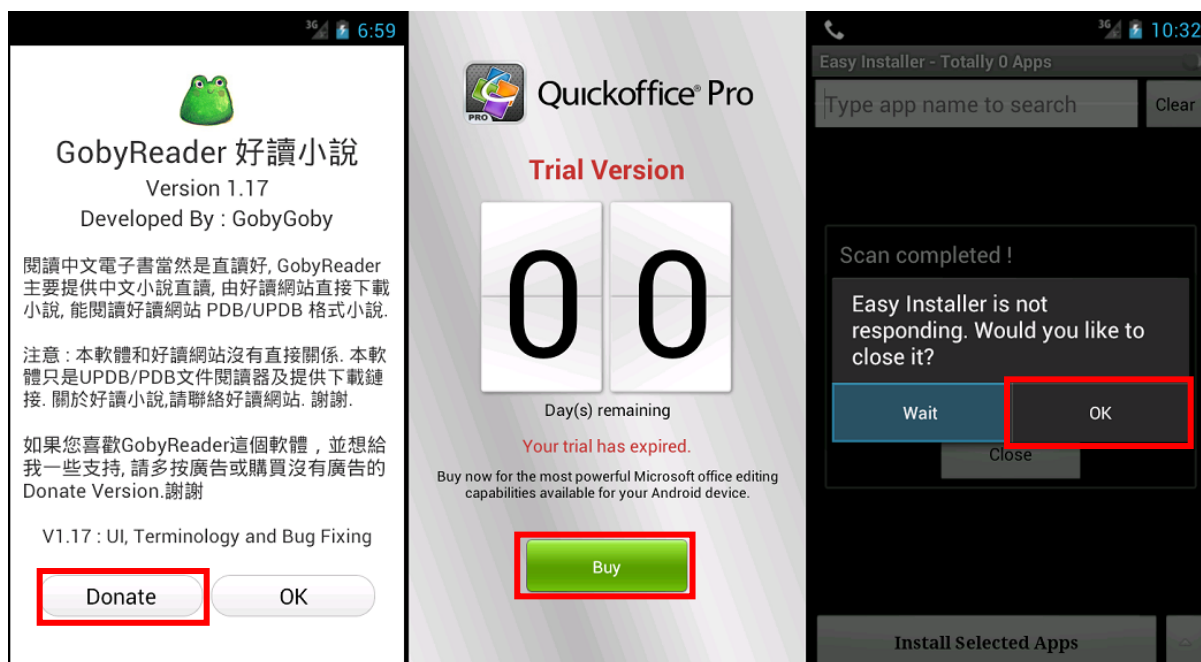 3G 6:59
GobyReader 好讀小說
Version 1.17
Developed By : GobyGoby
閱讀中文電子書當然是直讀好, GobyReader
主要提供中文小說直讀, 由好讀網站直接下載
小說, 能閱讀好讀網站 PDB/UPDB 格式小說.
注意 : 本軟體和好讀網站沒有直接關係. 本軟
體只是UPDB/PDB文件閱讀器及提供下載鏈
接. 關於好讀小說,請聯絡好讀網站. 謝謝.
如果您喜歡GobyReader這個軟體 , 並想給
我一些支持, 請多按廣告或購買沒有廣告的
Donate Version.謝謝
V1.17 : UI, Terminology and Bug Fixing
Donate
OK
PRO
Quickoffice® Pro
Trial Version
0 0
Day(s) remaining
Your trial has expired.
Buy now for the most powerful Microsoft office editing
capabilities available for your Android device.
Buy
3G 10:32
Easy Installer - Totally 0 Apps
Type app name to search
Clear
Scan completed !
Easy Installer is not
responding. Would you like to
close it?
Wait
OK
Close
Install Selected Apps